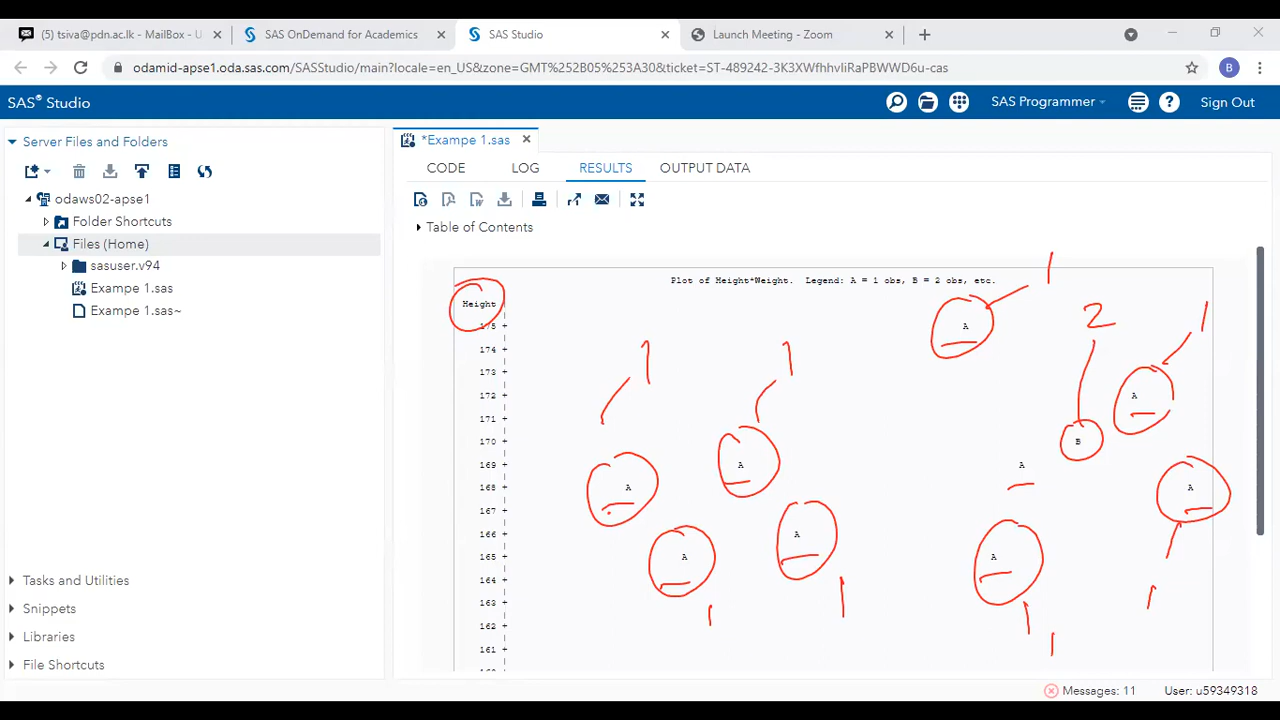 (5) tsiva@pdn.ac.lk - MailBox - U
SAS OnDemand for Academics
SAS Studio
Launch Meeting - Zoom
odamid-apse1.oda.sas.com/SASStudio/main?locale=en_US&zone=GMT%252B05%253A30&ticket=ST-489242-3K3XWfhhvIiRaPBWWD6u-cas
B
SAS® Studio
SAS Programmer
Sign Out
Server Files and Folders
*Exampe 1.sas
CODE
LOG
RESULTS
OUTPUT DATA
odaws02-apse1
Folder Shortcuts
Files (Home)
sasuser.v94
Exampe 1.sas
Exampe 1.sas~
Table of Contents
Plot of Height*Weight. Legend: A = 1 obs, B = 2 obs, etc.
1
Height
2
1
175
A
1
1
174
173
172
A
171
170
B
169
A
A
168
A
A
167
166
A
165
A
A
164
1
163
1
1
162
1
161
1
Tasks and Utilities
Snippets
Libraries
File Shortcuts
Messages: 11
User: u59349318